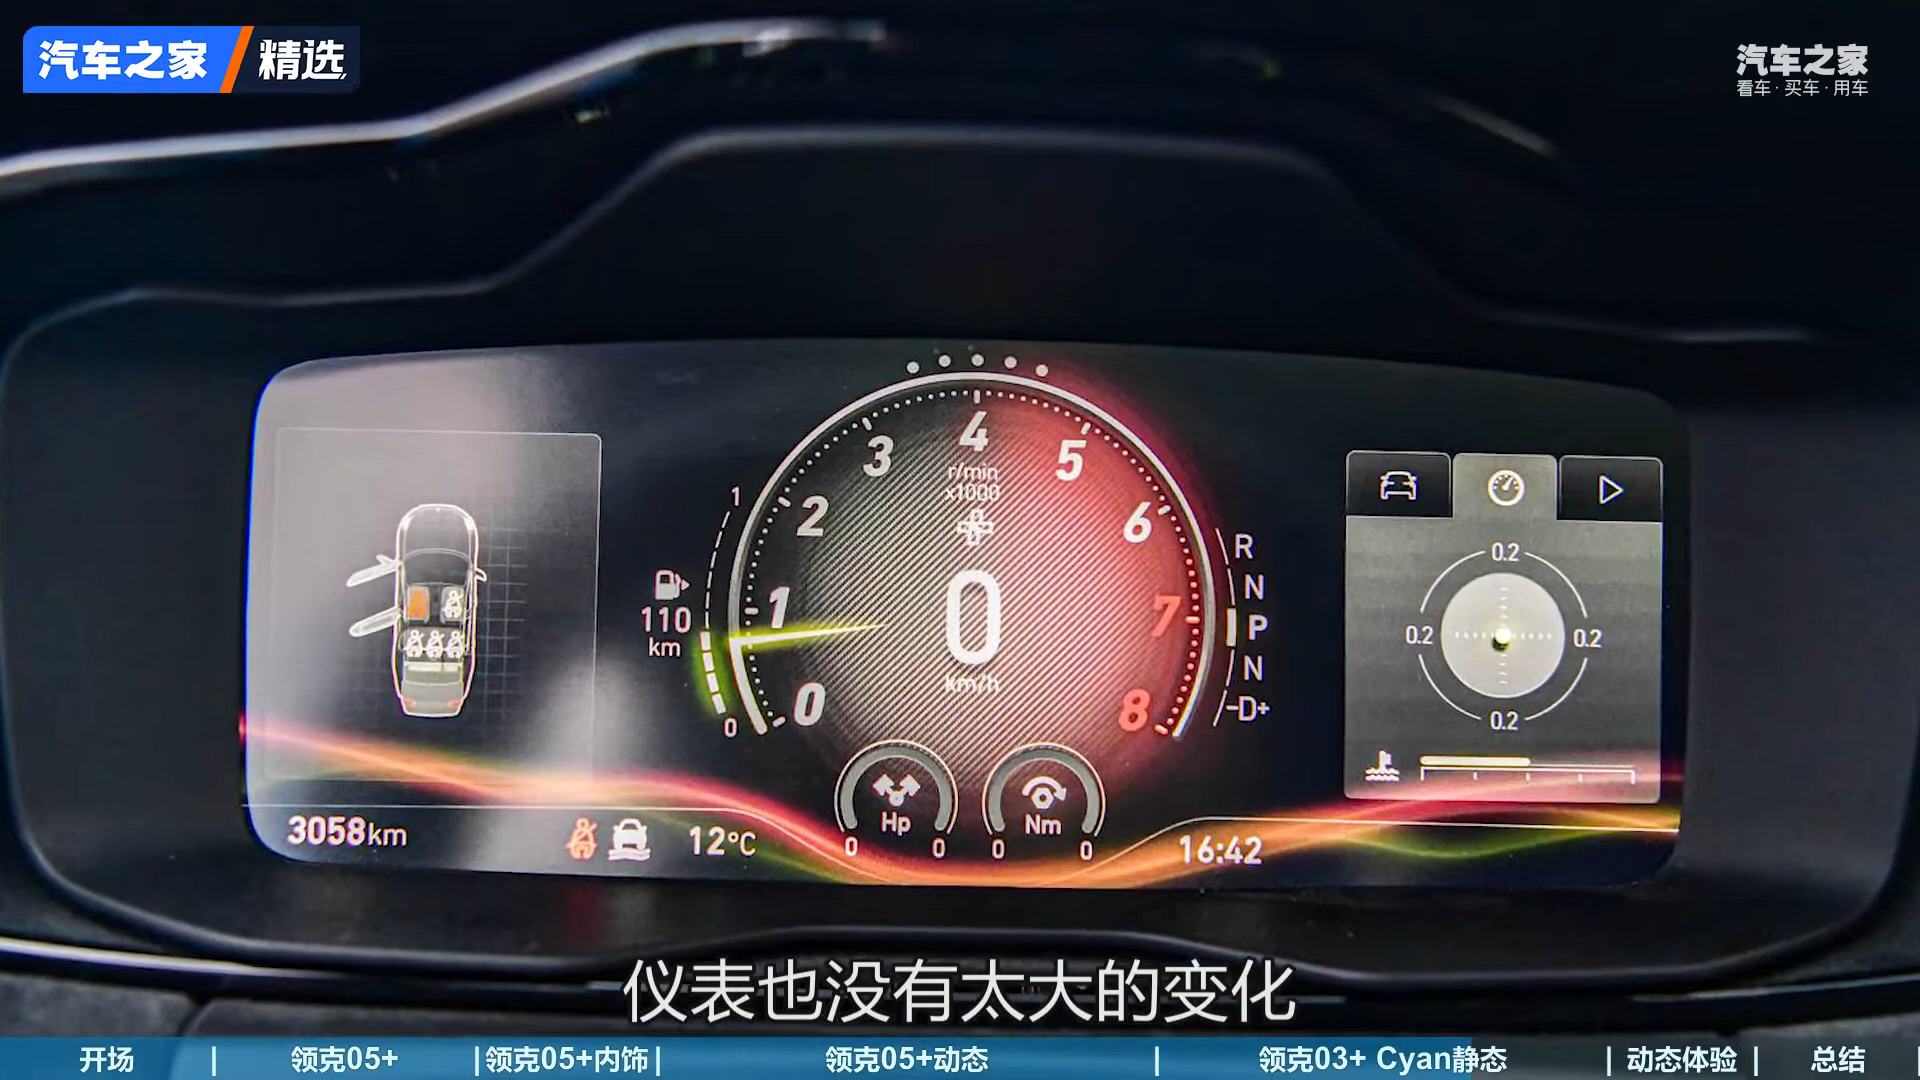 汽车之家 精选
汽车之家
看车·买车·用车
4
3
5
r/min
x1000
2
6
1
R
N
0.2
110
km
1
0
7
P
0.2
0.2
km/h
N
0
8
-D+
0
0.2
Hp
Nm
3058km
12°C
0
0
0
0
16:42
仪表也没有太大的变化
开场 | 领克05+ | 领克05+内饰 | 领克05+动态 | 领克03+ Cyan静态 | 动态体验 | 总结